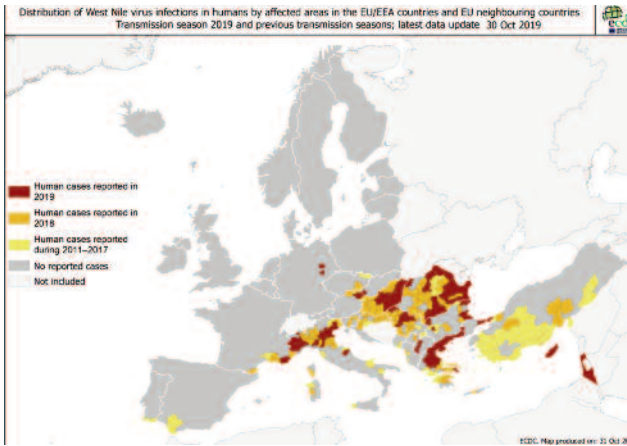 Distribution of West Nile virus infections in humans by affected areas in the EU/EEA countries and EU neighbouring countries
Transmission season 2019 and previous transmission seasons; latest data update 30 Oct 2019
ecdc
Human cases reported in
2019
Human cases reported in
2018
Human cases reported
during 2011–2017
No reported cases
Not included
ECDC. Map produced on: 31 Oct 2